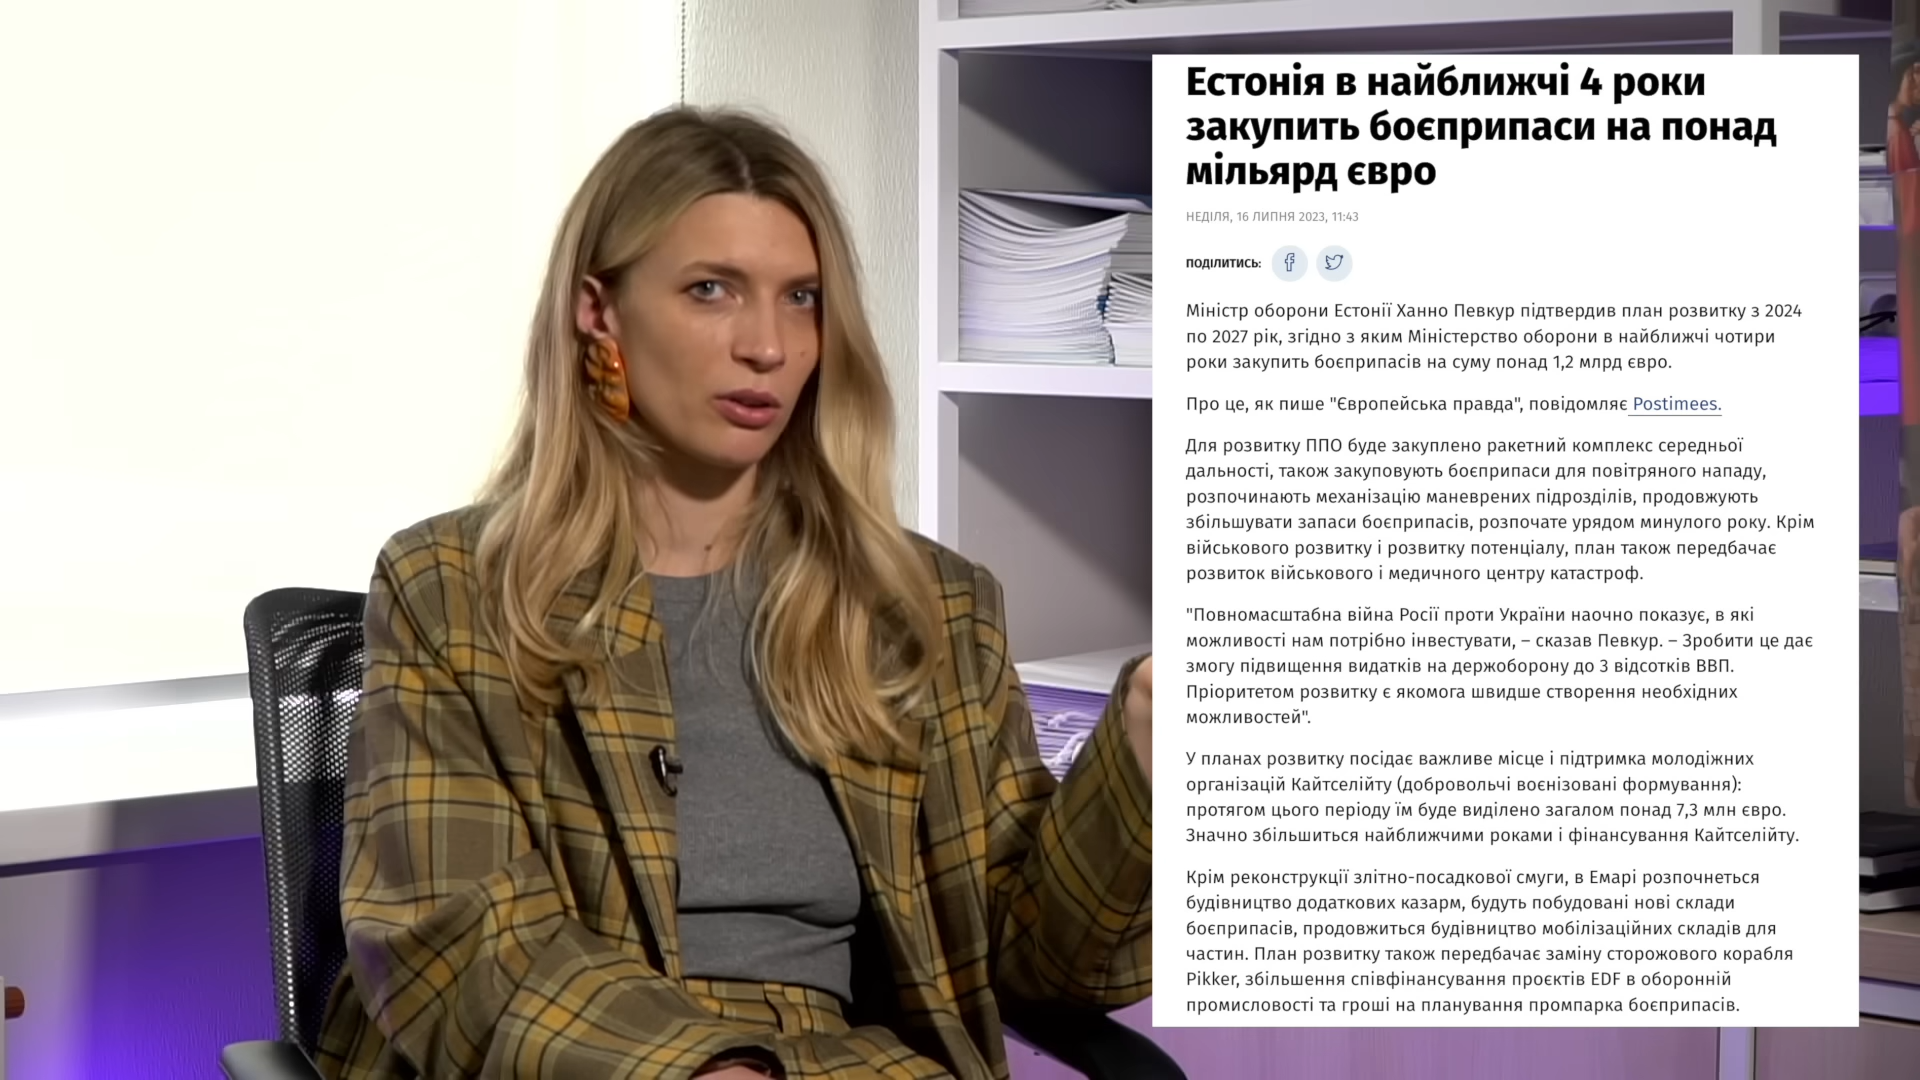 Естонія в найближчі 4 роки
закупить боєприпаси на понад
мільярд євро
НЕДІЛЯ, 16 ЛИПНЯ 2023, 11:43
ПОДІЛИТИСЬ:
Міністр оборони Естонії Ханно Певкур підтвердив план розвитку з 2024
по 2027 рік, згідно з яким Міністерство оборони в найближчі чотири
роки закупить боєприпасів на суму понад 1,2 млрд євро.
Про це, як пише "Європейська правда", повідомляє Postimees.
Для розвитку ППО буде закуплено ракетний комплекс середньої
дальності, також закуповують боєприпаси для повітряного нападу,
розпочинають механізацію маневрених підрозділів, продовжують
збільшувати запаси боєприпасів, розпочате урядом минулого року. Крім
військового розвитку і розвитку потенціалу, план також передбачає
розвиток військового і медичного центру катастроф.
"Повномасштабна війна Росії проти України наочно показує, в які
можливості нам потрібно інвестувати, – сказав Певкур. – Зробити це дає
змогу підвищення видатків на держоборону до 3 відсотків ВВП.
Пріоритетом розвитку є якомога швидше створення необхідних
можливостей".
У планах розвитку посідає важливе місце і підтримка молодіжних
організацій Кайтселійту (добровольчі воєнізовані формування):
протягом цього періоду їм буде виділено загалом понад 7,3 млн євро.
Значно збільшиться найближчими роками і фінансування Кайтселійту.
Крім реконструкції злітно-посадкової смуги, в Емарі розпочнеться
будівництво додаткових казарм, будуть побудовані нові склади
боєприпасів, продовжиться будівництво мобілізаційних складів для
частин. План розвитку також передбачає заміну сторожового корабля
Pikker, збільшення співфінансування проєктів EDF в оборонній
промисловості та гроші на планування промпарка боєприпасів.